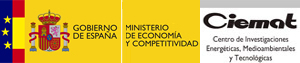 GOBIERNO
DE ESPAÑA
MINISTERIO
DE ECONOMÍA
Y COMPETITIVIDAD
Ciemat
Centro de Investigaciones
Energéticas, Medioambientales
y Tecnológicas